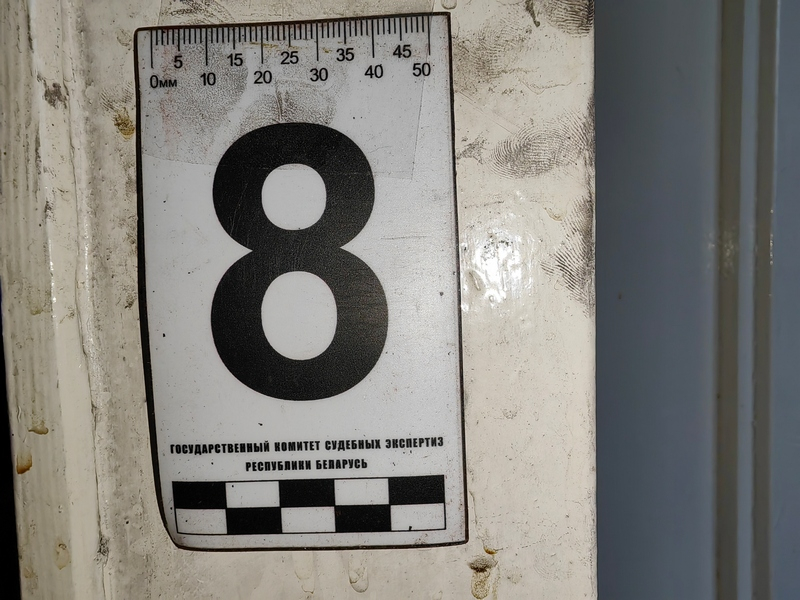 5 15 25 35 45
0мм 10 20 30 40 50
8
ГОСУДАРСТВЕННЫЙ КОМИТЕТ СУДЕБНЫХ ЭКСПЕРТИЗ
РЕСПУБЛИКИ БЕЛАРУСЬ